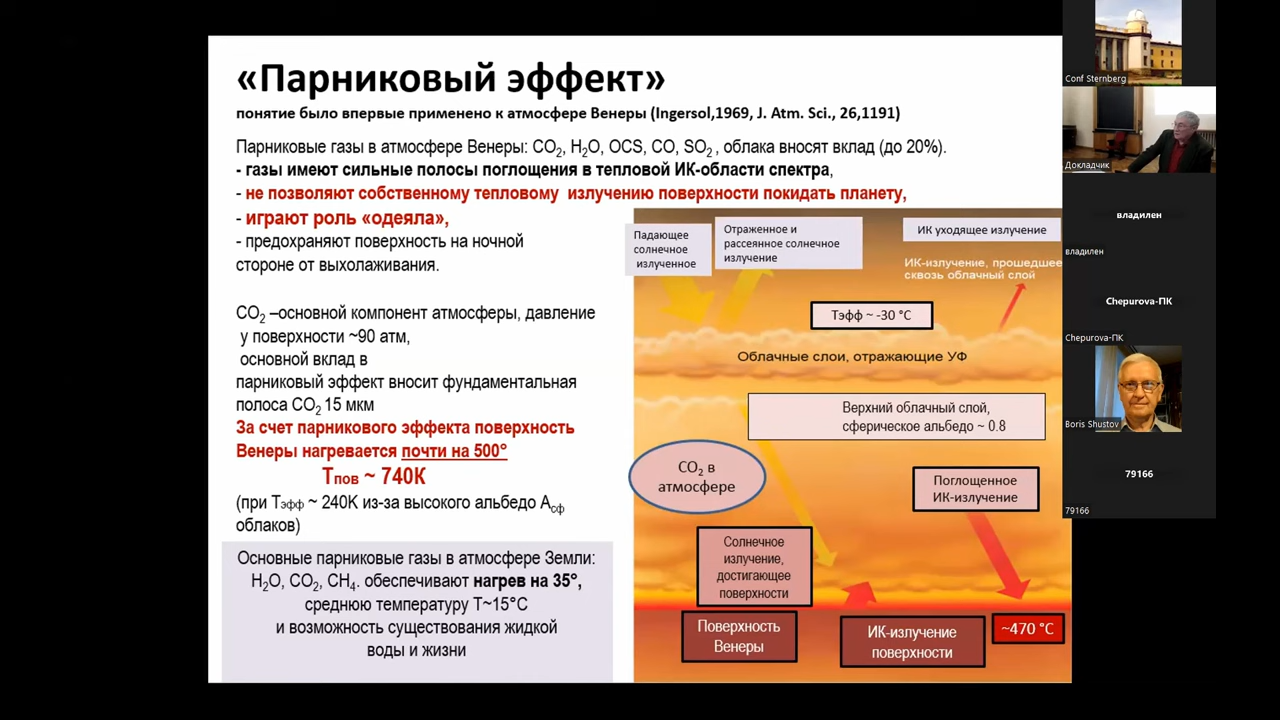 «Парниковый эффект»
понятие было впервые применено к атмосфере Венеры (Ingersol,1969, J. Atm. Sci., 26,1191)
Парниковые газы в атмосфере Венеры: CO₂, H₂O, OCS, CO, SO₂ , облака вносят вклад (до 20%).
- газы имеют сильные полосы поглощения в тепловой ИК-области спектра,
- не позволяют собственному тепловому излучению поверхности покидать планету,
- играют роль «одеяла»,
- предохраняют поверхность на ночной
стороне от выхолаживания.
CO₂ –основной компонент атмосферы, давление
у поверхности ~90 атм,
основной вклад в
парниковый эффект вносит фундаментальная
полоса CO₂ 15 мкм
За счет парникового эффекта поверхность
Венеры нагревается почти на 500°
Тпов ~ 740К
(при Тэфф ~ 240K из-за высокого альбедо Асф
облаков)
Основные парниковые газы в атмосфере Земли:
H₂O, CO₂, CH₄. обеспечивают нагрев на 35°,
среднюю температуру Т~15°С
и возможность существования жидкой
воды и жизни
Падающее
солнечное
излученное
Отраженное и
рассеянное солнечное
излучение
ИК уходящее излучение
ИК-излучение, прошедшее
сквозь облачный слой
Тэфф ~ -30 °С
Облачные слои, отражающие УФ
Верхний облачный слой,
сферическое альбедо ~ 0.8
CO₂ в
атмосфере
Поглощенное
ИК-излучение
Солнечное
излучение,
достигающее
поверхности
Поверхность
Венеры
ИК-излучение
поверхности
~470 °С
Conf Sternberg
Докладчик
владилен
владилен
Chepurova-ПК
Chepurova-ПК
Boris Shustov
79166
79166